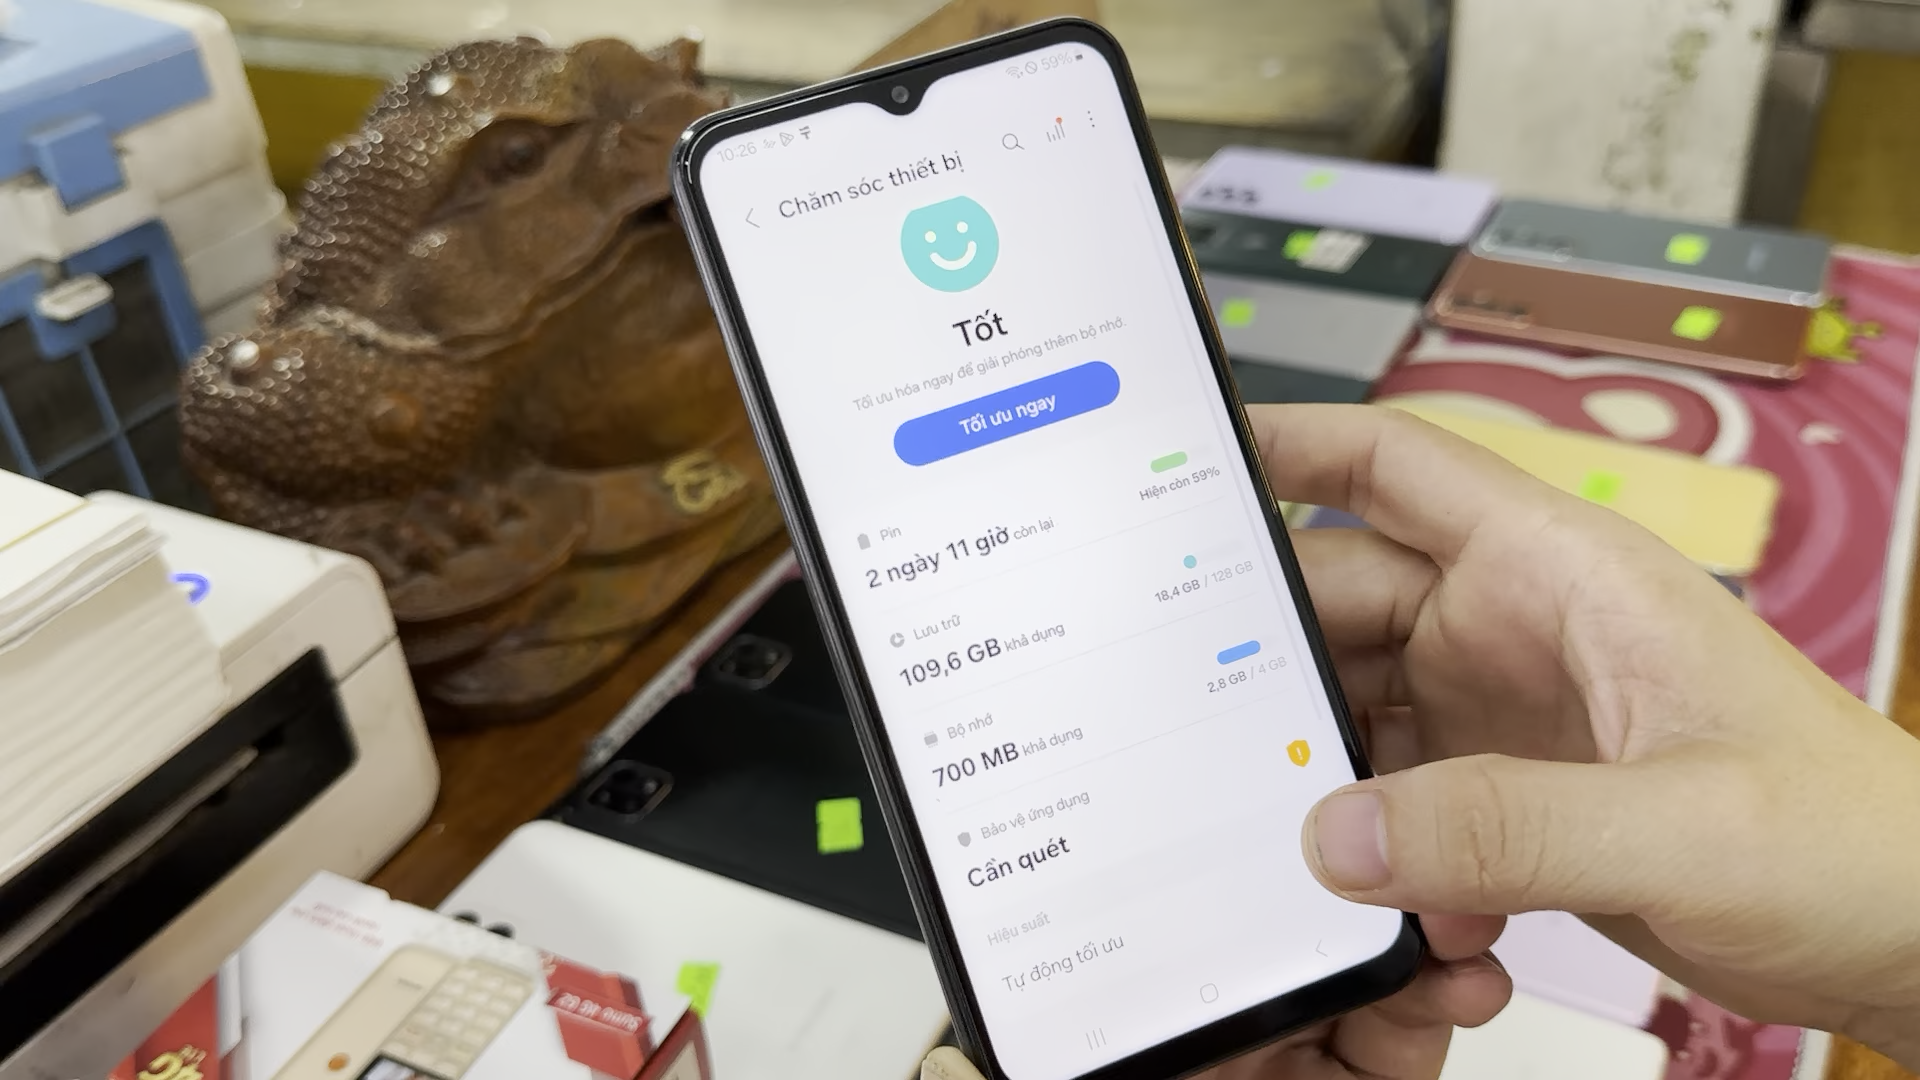 10:26
59%
Chăm sóc thiết bị
Tốt
Tối ưu hóa ngay để giải phóng thêm bộ nhớ.
Tối ưu ngay
Pin
2 ngày 11 giờ còn lại
Hiện còn 59%
Lưu trữ
109,6 GB khả dụng
18,4 GB / 128 GB
Bộ nhớ
700 MB khả dụng
2,8 GB / 4 GB
Bảo vệ ứng dụng
Cần quét
Hiệu suất
Tự động tối ưu